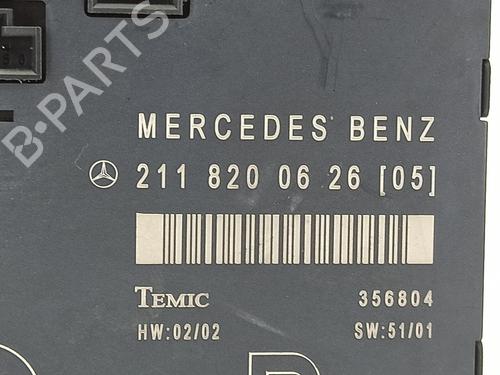 B-PARTS
MERCEDES BENZ
211 820 06 26 [05]
TEMIC 356804
HW:02/02 SW:51/01